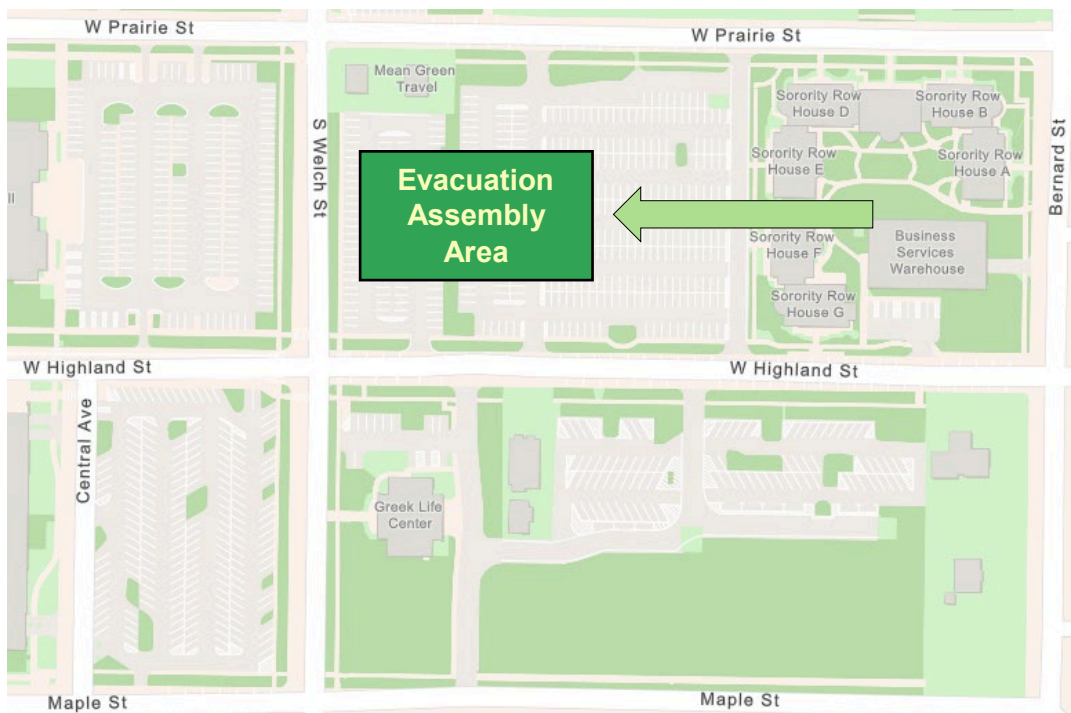 W Prairie St
W Prairie St
Mean Green
Travel
Sorority Row
House D
Sorority Row
House B
S Welch St
Evacuation
Assembly
Area
Sorority Row
House E
Sorority Row
House A
Bernard St
Sorority Row
House F
Business
Services
Warehouse
Sorority Row
House G
ll
W Highland St
W Highland St
Central Ave
Greek Life
Center
Maple St
Maple St